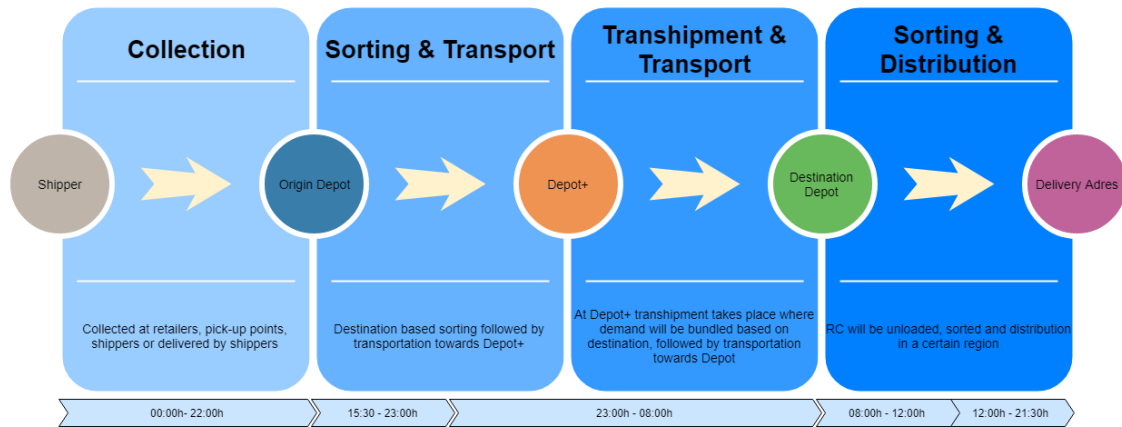 Collection
Sorting & Transport
Transhipment &
Transport
Sorting &
Distribution
Shipper
Origin Depot
Depot+
Destination
Depot
Delivery Adres
Collected at retailers, pick-up points,
shippers or delivered by shippers
Destination based sorting followed by
transportation towards Depot+
At Depot+ transhipment takes place where
demand will be bundled based on
destination, followed by transportation
towards Depot
RC will be unloaded, sorted and distribution
in a certain region
00:00h- 22:00h
15:30 - 23:00h
23:00h - 08:00h
08:00h - 12:00h
12:00h - 21:30h